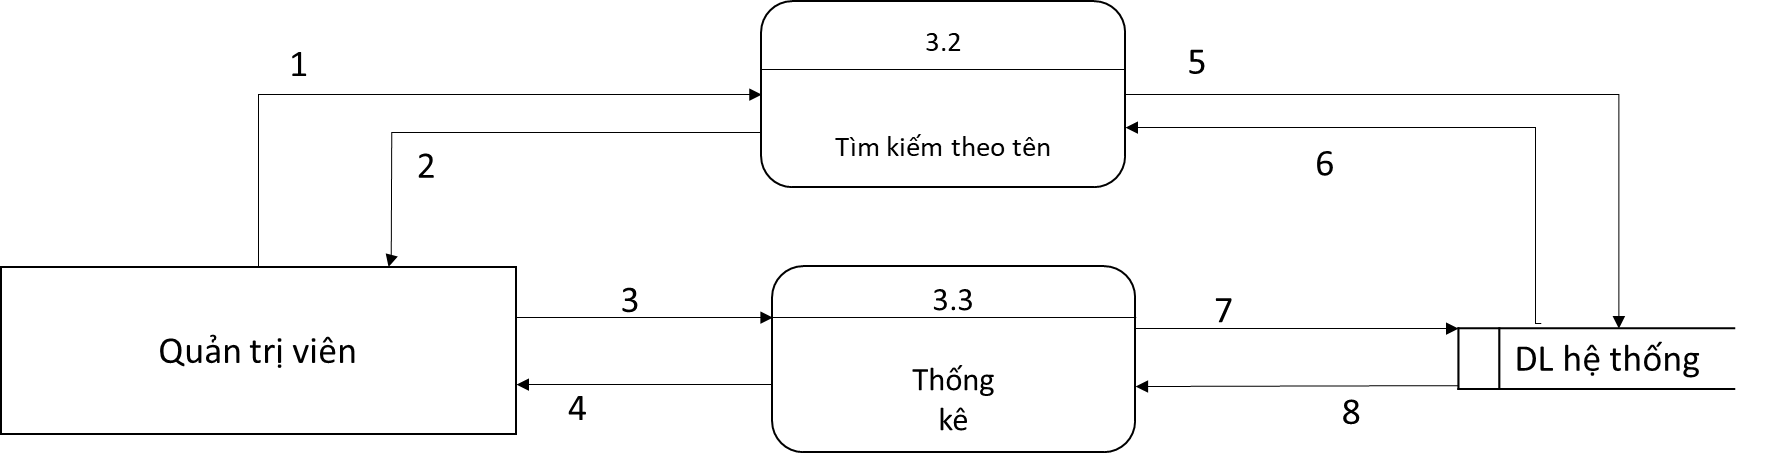 3.2
1
5
Tìm kiếm theo tên
2
6
3.3
3
7
Quản trị viên
DL hệ thống
Thống
kê
4
8